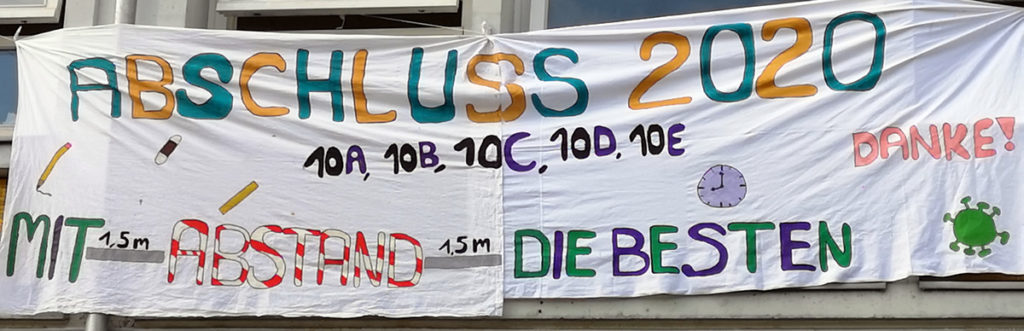 ABSCHLUSS 2020
10A, 10B, 10C, 10D, 10E
DANKE!
MIT 1,5m ABSTAND 1,5m DIE BESTEN